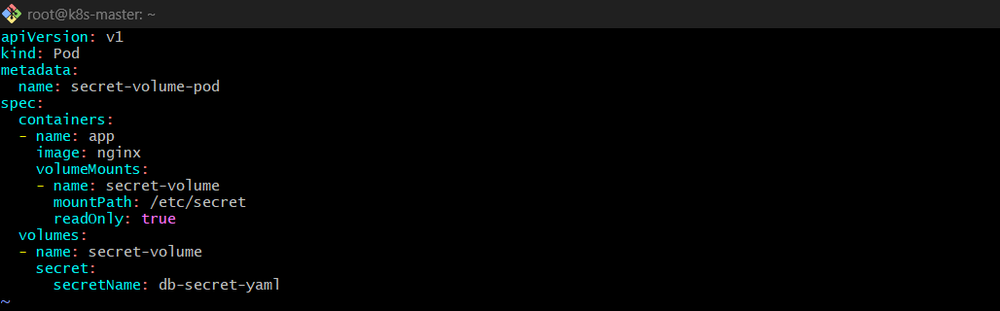 root@k8s-master: ~
apiVersion: v1
kind: Pod
metadata:
  name: secret-volume-pod
spec:
  containers:
  - name: app
    image: nginx
    volumeMounts:
    - name: secret-volume
      mountPath: /etc/secret
      readOnly: true
  volumes:
  - name: secret-volume
    secret:
      secretName: db-secret-yaml
~